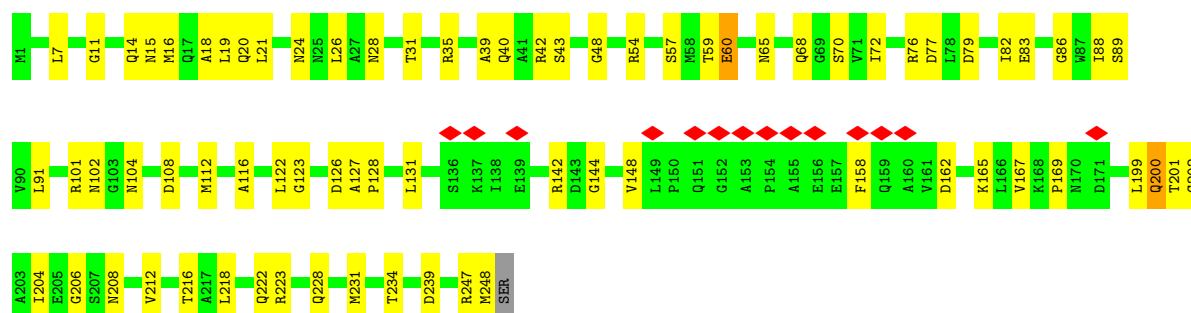 M1 L7 G11 Q14 N15 M16 Q17 A18 L19 Q20 L21 N24 N25 L26 A27 N28 T31 R35 A39 Q40 A41 R42 S43 G48 R54 S57 M58 T59 E60 N65 Q68 G69 S70 V71 I72 R76 D77 L78 D79 I82 E83 G86 W87 I88 S89
V90 L91 R101 N102 G103 N104 D108 M112 A116 L122 G123 D126 A127 P128 L131 S136 K137 I138 E139 R142 D143 G144 V148 L149 P150 Q151 G152 A153 P154 A155 E156 E157 F158 Q159 A160 V161 D162 K165 L166 V167 K168 P169 N170 D171 L199 Q200 T201
A203 I204 E205 G206 S207 N208 V212 T216 A217 L218 Q222 R223 Q228 M231 T234 D239 R247 M248 SER